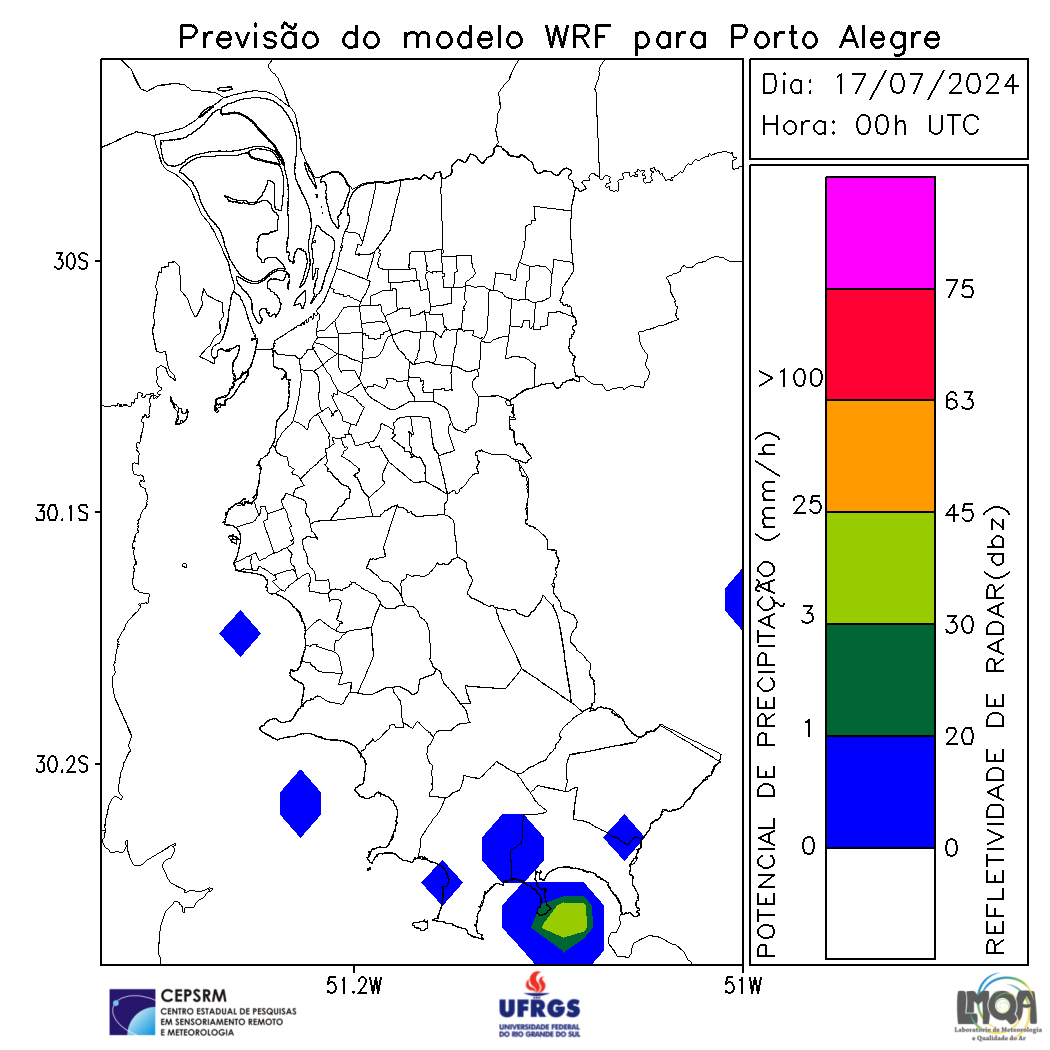 Previsão do modelo WRF para Porto Alegre
Dia: 17/07/2024
Hora: 00h UTC
30S
30.1S
30.2S
51.2W
51W
POTENCIAL DE PRECIPITAÇÃO (mm/h)
>100
25
3
1
0
75
63
45
30
20
0
REFLETIVIDADE DE RADAR(dbz)
CEPSRM
CENTRO ESTADUAL DE PESQUISAS
EM SENSORIAMENTO REMOTO
E METEOROLOGIA
UFRGS
UNIVERSIDADE FEDERAL
DO RIO GRANDE DO SUL
LMQA
Laboratório de Meteorologia
e Qualidade do Ar